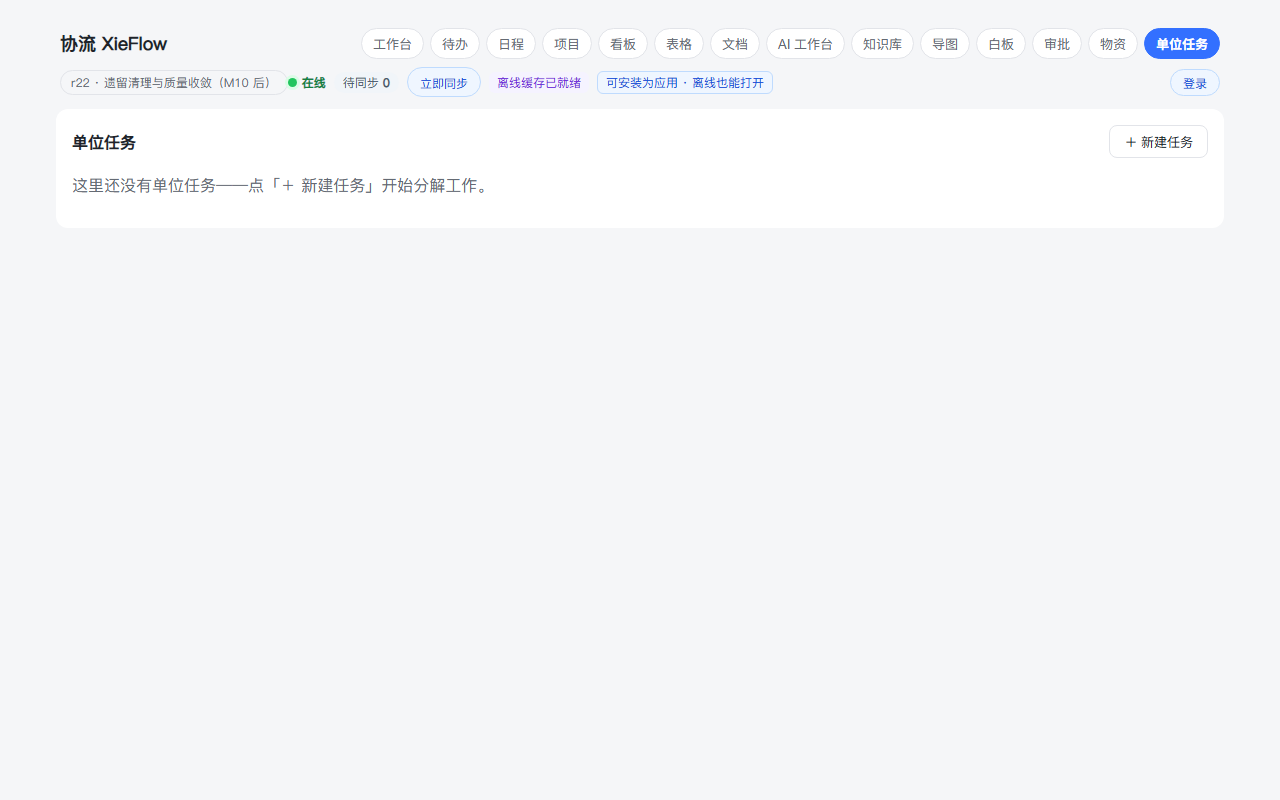 协流 XieFlow 工作台 待办 日程 项目 看板 表格 文档 AI 工作台 知识库 导图 白板 审批 物资 单位任务
r22 · 遗留清理与质量收敛（M10 后） 在线 待同步 0 立即同步 离线缓存已就绪 可安装为应用 · 离线也能打开 登录
单位任务 ＋ 新建任务
这里还没有单位任务——点「＋ 新建任务」开始分解工作。